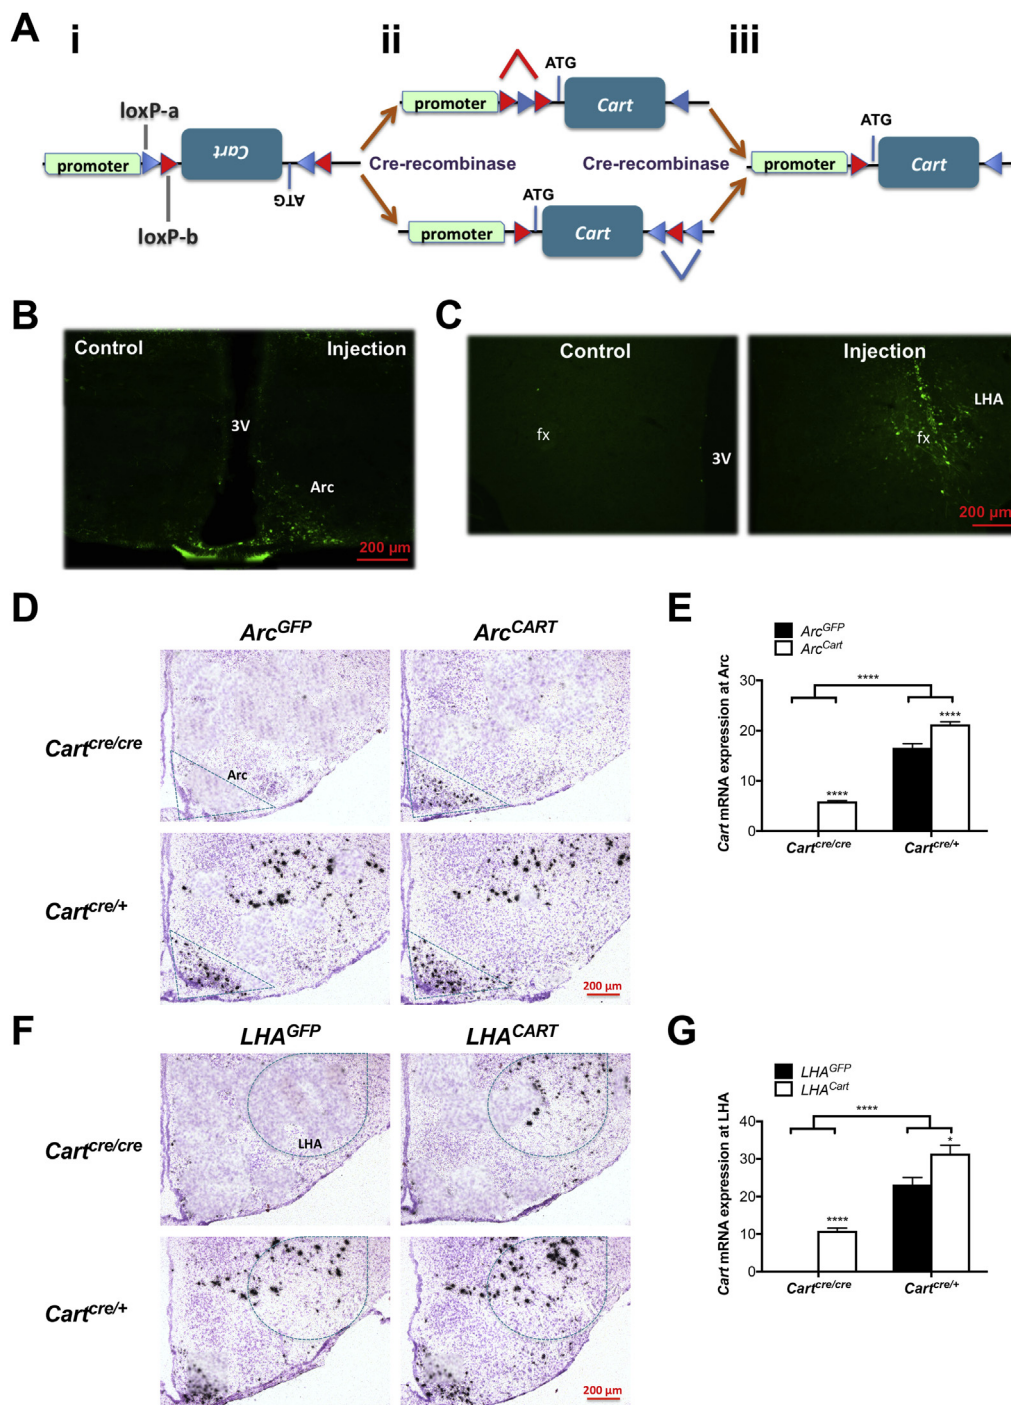 A
i
ii
iii
loxP-a
promoter
Cart
ATG
loxP-b
promoter
ATG
Cart
Cre-recombinase
promoter
ATG
Cart
Cre-recombinase
promoter
ATG
Cart
B
Control
Injection
3V
Arc
200 µm
C
Control
fx
3V
Injection
LHA
fx
200 µm
D
Arc^GFP
Arc^CART
Cart^cre/cre
Arc
Cart^cre/+
200 µm
E
Arc^GFP
Arc^Cart
Cart mRNA expression at Arc
30
20
10
0
****
****
****
Cart^cre/cre
Cart^cre/+
F
LHA^GFP
LHA^CART
Cart^cre/cre
LHA
Cart^cre/+
200 µm
G
LHA^GFP
LHA^Cart
Cart mRNA expression at LHA
40
30
20
10
0
****
*
****
Cart^cre/cre
Cart^cre/+